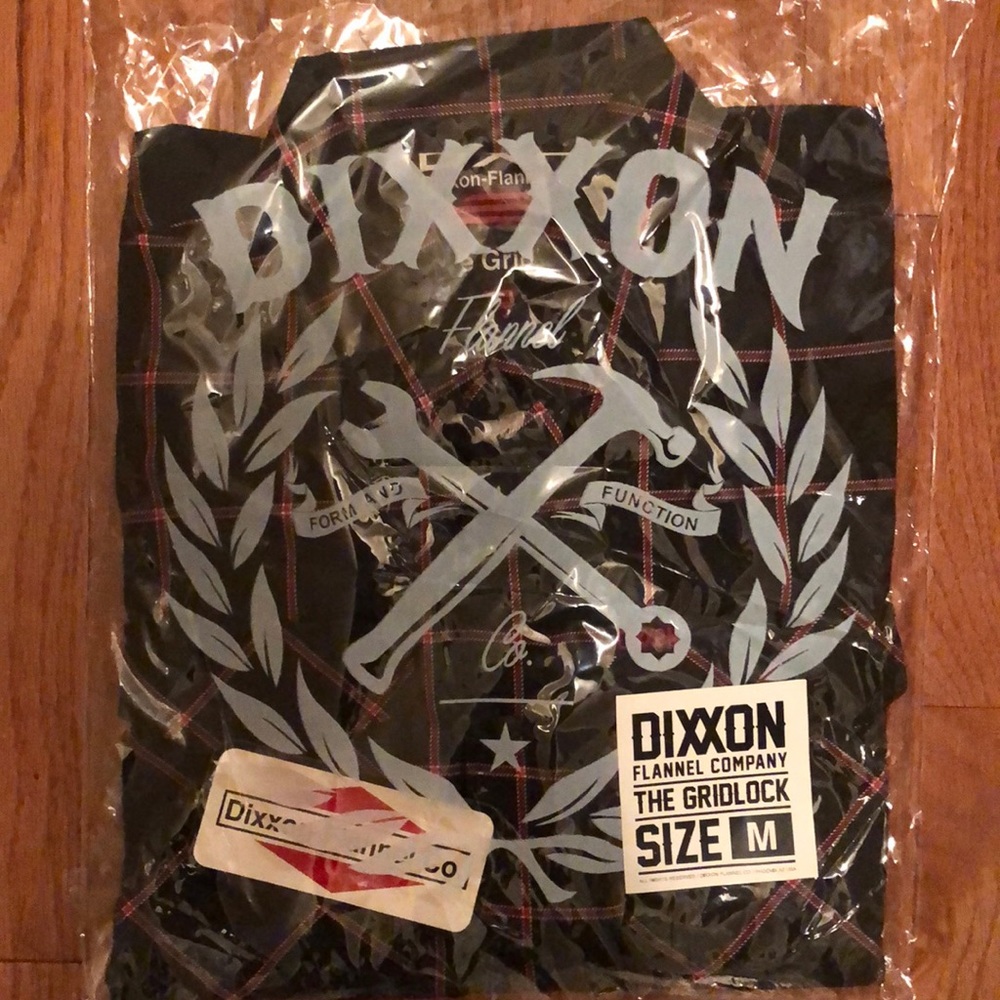 DIXXON
Flannel
FORM AND
FUNCTION
Co.
DIXXON
FLANNEL COMPANY
THE GRIDLOCK
SIZE M